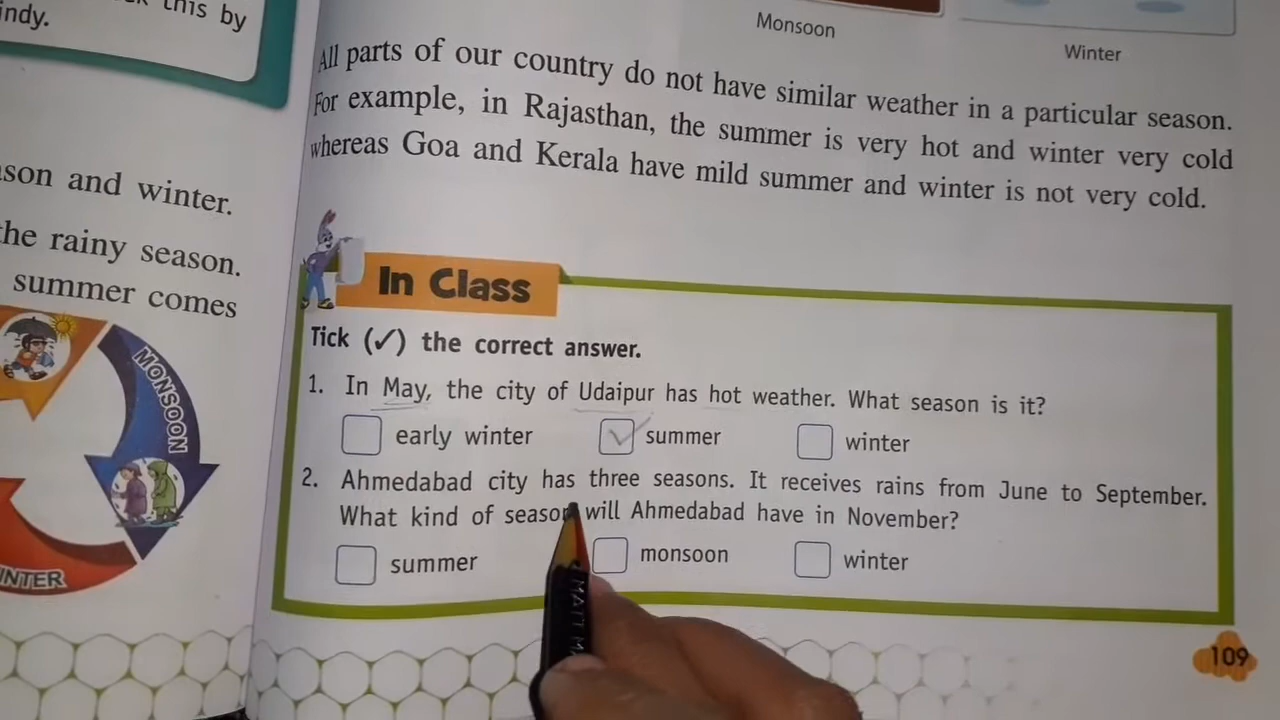 this by
indy.
son and winter.
he rainy season.
summer comes
MONSOON
INTER
Monsoon
Winter
All parts of our country do not have similar weather in a particular season.
For example, in Rajasthan, the summer is very hot and winter very cold
whereas Goa and Kerala have mild summer and winter is not very cold.
In Class
Tick (✓) the correct answer.
1. In May, the city of Udaipur has hot weather. What season is it?
early winter summer winter
2. Ahmedabad city has three seasons. It receives rains from June to September.
What kind of season will Ahmedabad have in November?
summer monsoon winter
109